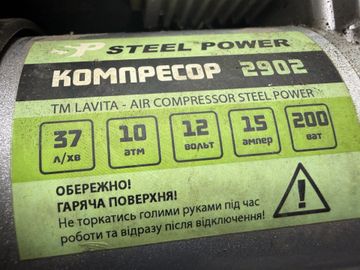 SP STEEL POWER
КОМПРЕСОР 2902
TM LAVITA - AIR COMPRESSOR STEEL POWER
37 л/хв
10 атм
12 вольт
15 ампер
200 ват
ОБЕРЕЖНО!
ГАРЯЧА ПОВЕРХНЯ!
Не торкатись голими руками під час
роботи та відразу після відключення!